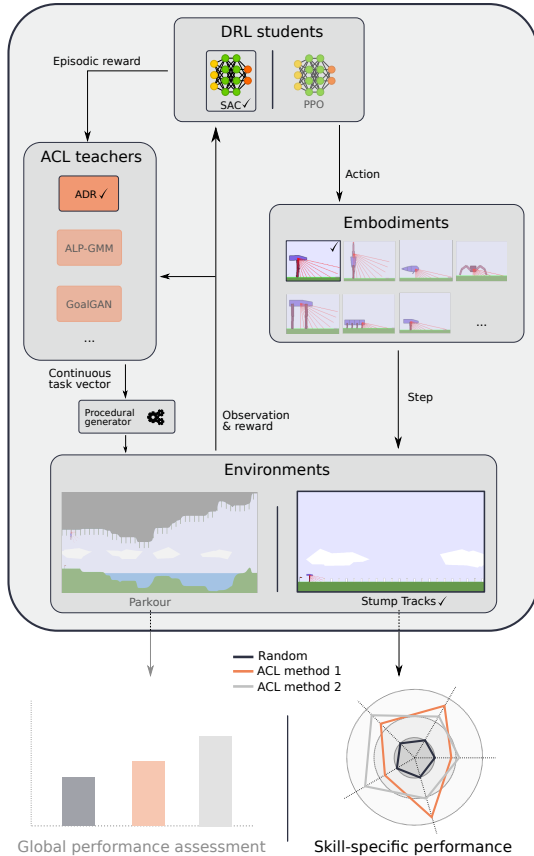 DRL students
SAC✓
PPO
Episodic reward
ACL teachers
ADR ✓
ALP-GMM
GoalGAN
...
Action
Embodiments
✓
...
Continuous
task vector
Procedural
generator
Observation
& reward
Step
Environments
Parkour
Stump Tracks✓
Random
ACL method 1
ACL method 2
Global performance assessment
Skill-specific performance